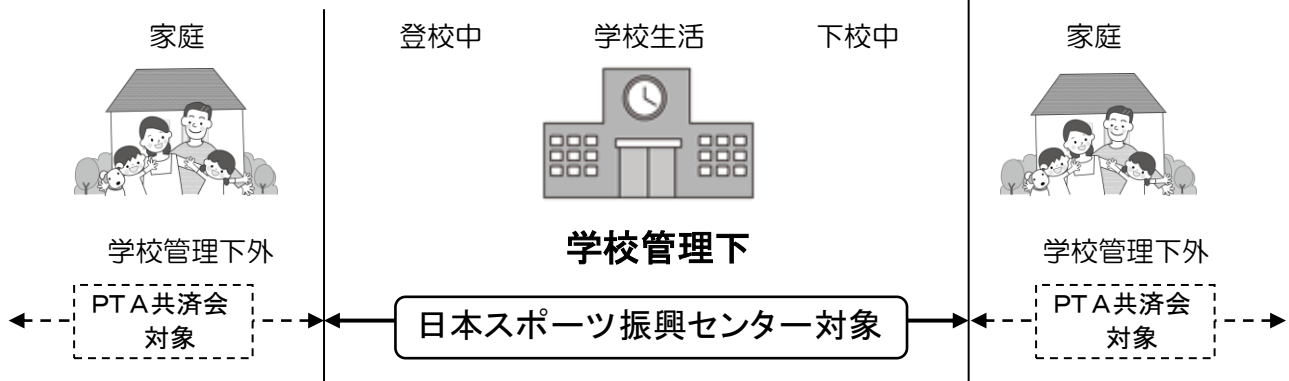 家庭
登校中
学校生活
下校中
家庭
学校管理下外
学校管理下
学校管理下外
PTA共済会
対象
日本スポーツ振興センター対象
PTA共済会
対象